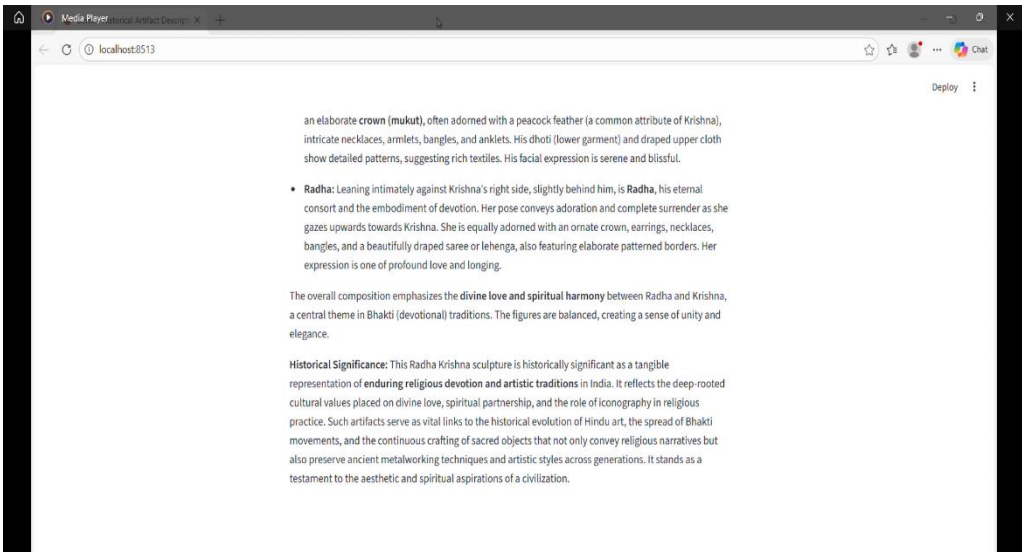 Media Player
Historical Artifact Descrip
localhost:8513
Chat
Deploy
an elaborate crown (mukut), often adorned with a peacock feather (a common attribute of Krishna),
intricate necklaces, armlets, bangles, and anklets. His dhoti (lower garment) and draped upper cloth
show detailed patterns, suggesting rich textiles. His facial expression is serene and blissful.
• Radha: Leaning intimately against Krishna's right side, slightly behind him, is Radha, his eternal
consort and the embodiment of devotion. Her pose conveys adoration and complete surrender as she
gazes upwards towards Krishna. She is equally adorned with an ornate crown, earrings, necklaces,
bangles, and a beautifully draped saree or lehenga, also featuring elaborate patterned borders. Her
expression is one of profound love and longing.
The overall composition emphasizes the divine love and spiritual harmony between Radha and Krishna,
a central theme in Bhakti (devotional) traditions. The figures are balanced, creating a sense of unity and
elegance.
Historical Significance: This Radha Krishna sculpture is historically significant as a tangible
representation of enduring religious devotion and artistic traditions in India. It reflects the deep-rooted
cultural values placed on divine love, spiritual partnership, and the role of iconography in religious
practice. Such artifacts serve as vital links to the historical evolution of Hindu art, the spread of Bhakti
movements, and the continuous crafting of sacred objects that not only convey religious narratives but
also preserve ancient metalworking techniques and artistic styles across generations. It stands as a
testament to the aesthetic and spiritual aspirations of a civilization.